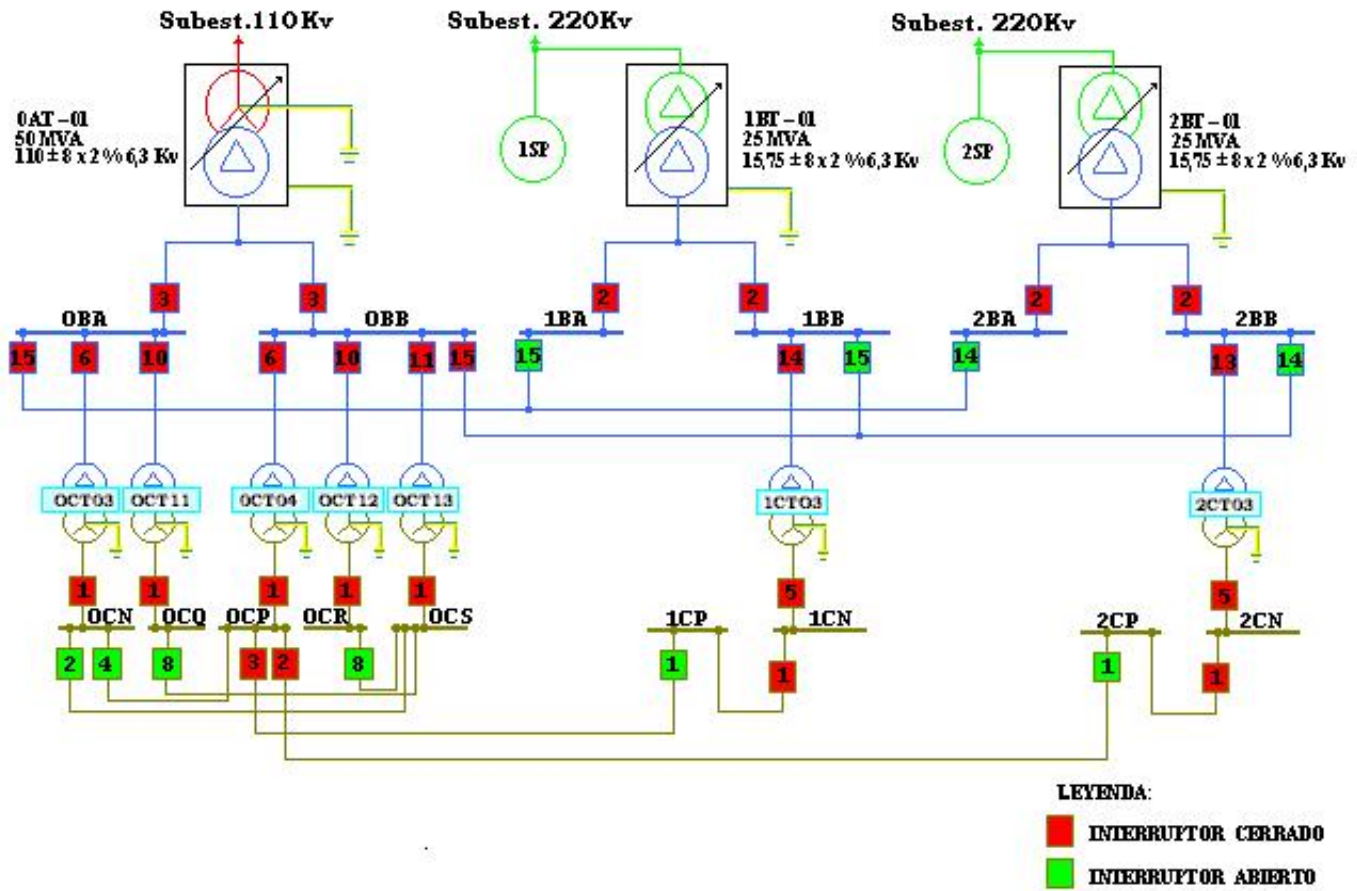 Subest.110Kv
Subest. 220Kv
Subest. 220Kv
0AT – 01
50 MVA
110 ± 8 x 2 % 6,3 Kv
1SP
1BT – 01
25 MVA
15,75 ± 8 x 2 % 6,3 Kv
2SP
2BT – 01
25 MVA
15,75 ± 8 x 2 % 6,3 Kv
3 3 2 2 2 2
0BA 0BB 1BA 1BB 2BA 2BB
15 6 10 6 10 11 15 15 14 15 14 13 14
OCT03 OCT11 0CT04 OCT12 OCT13 1CTO3 2CT03
1 1 1 1 1 5 5
0CN 0CQ 0CP 0CR 0CS 1CP 1CN 2CP 2CN
2 4 8 3 2 8 1 1 1 1
LEYENDA:
INTERRUPTOR CERRADO
INTERRUPTOR ABIERTO